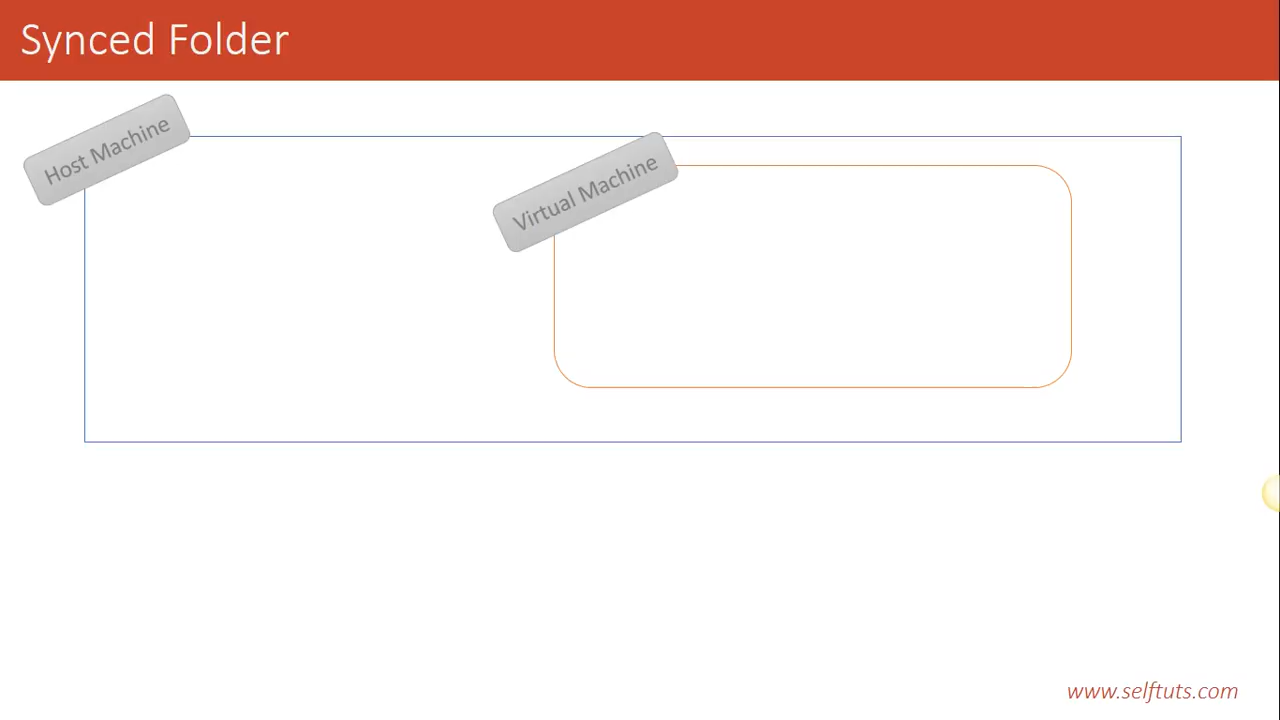 Synced Folder
Host Machine
Virtual Machine
www.selftuts.com